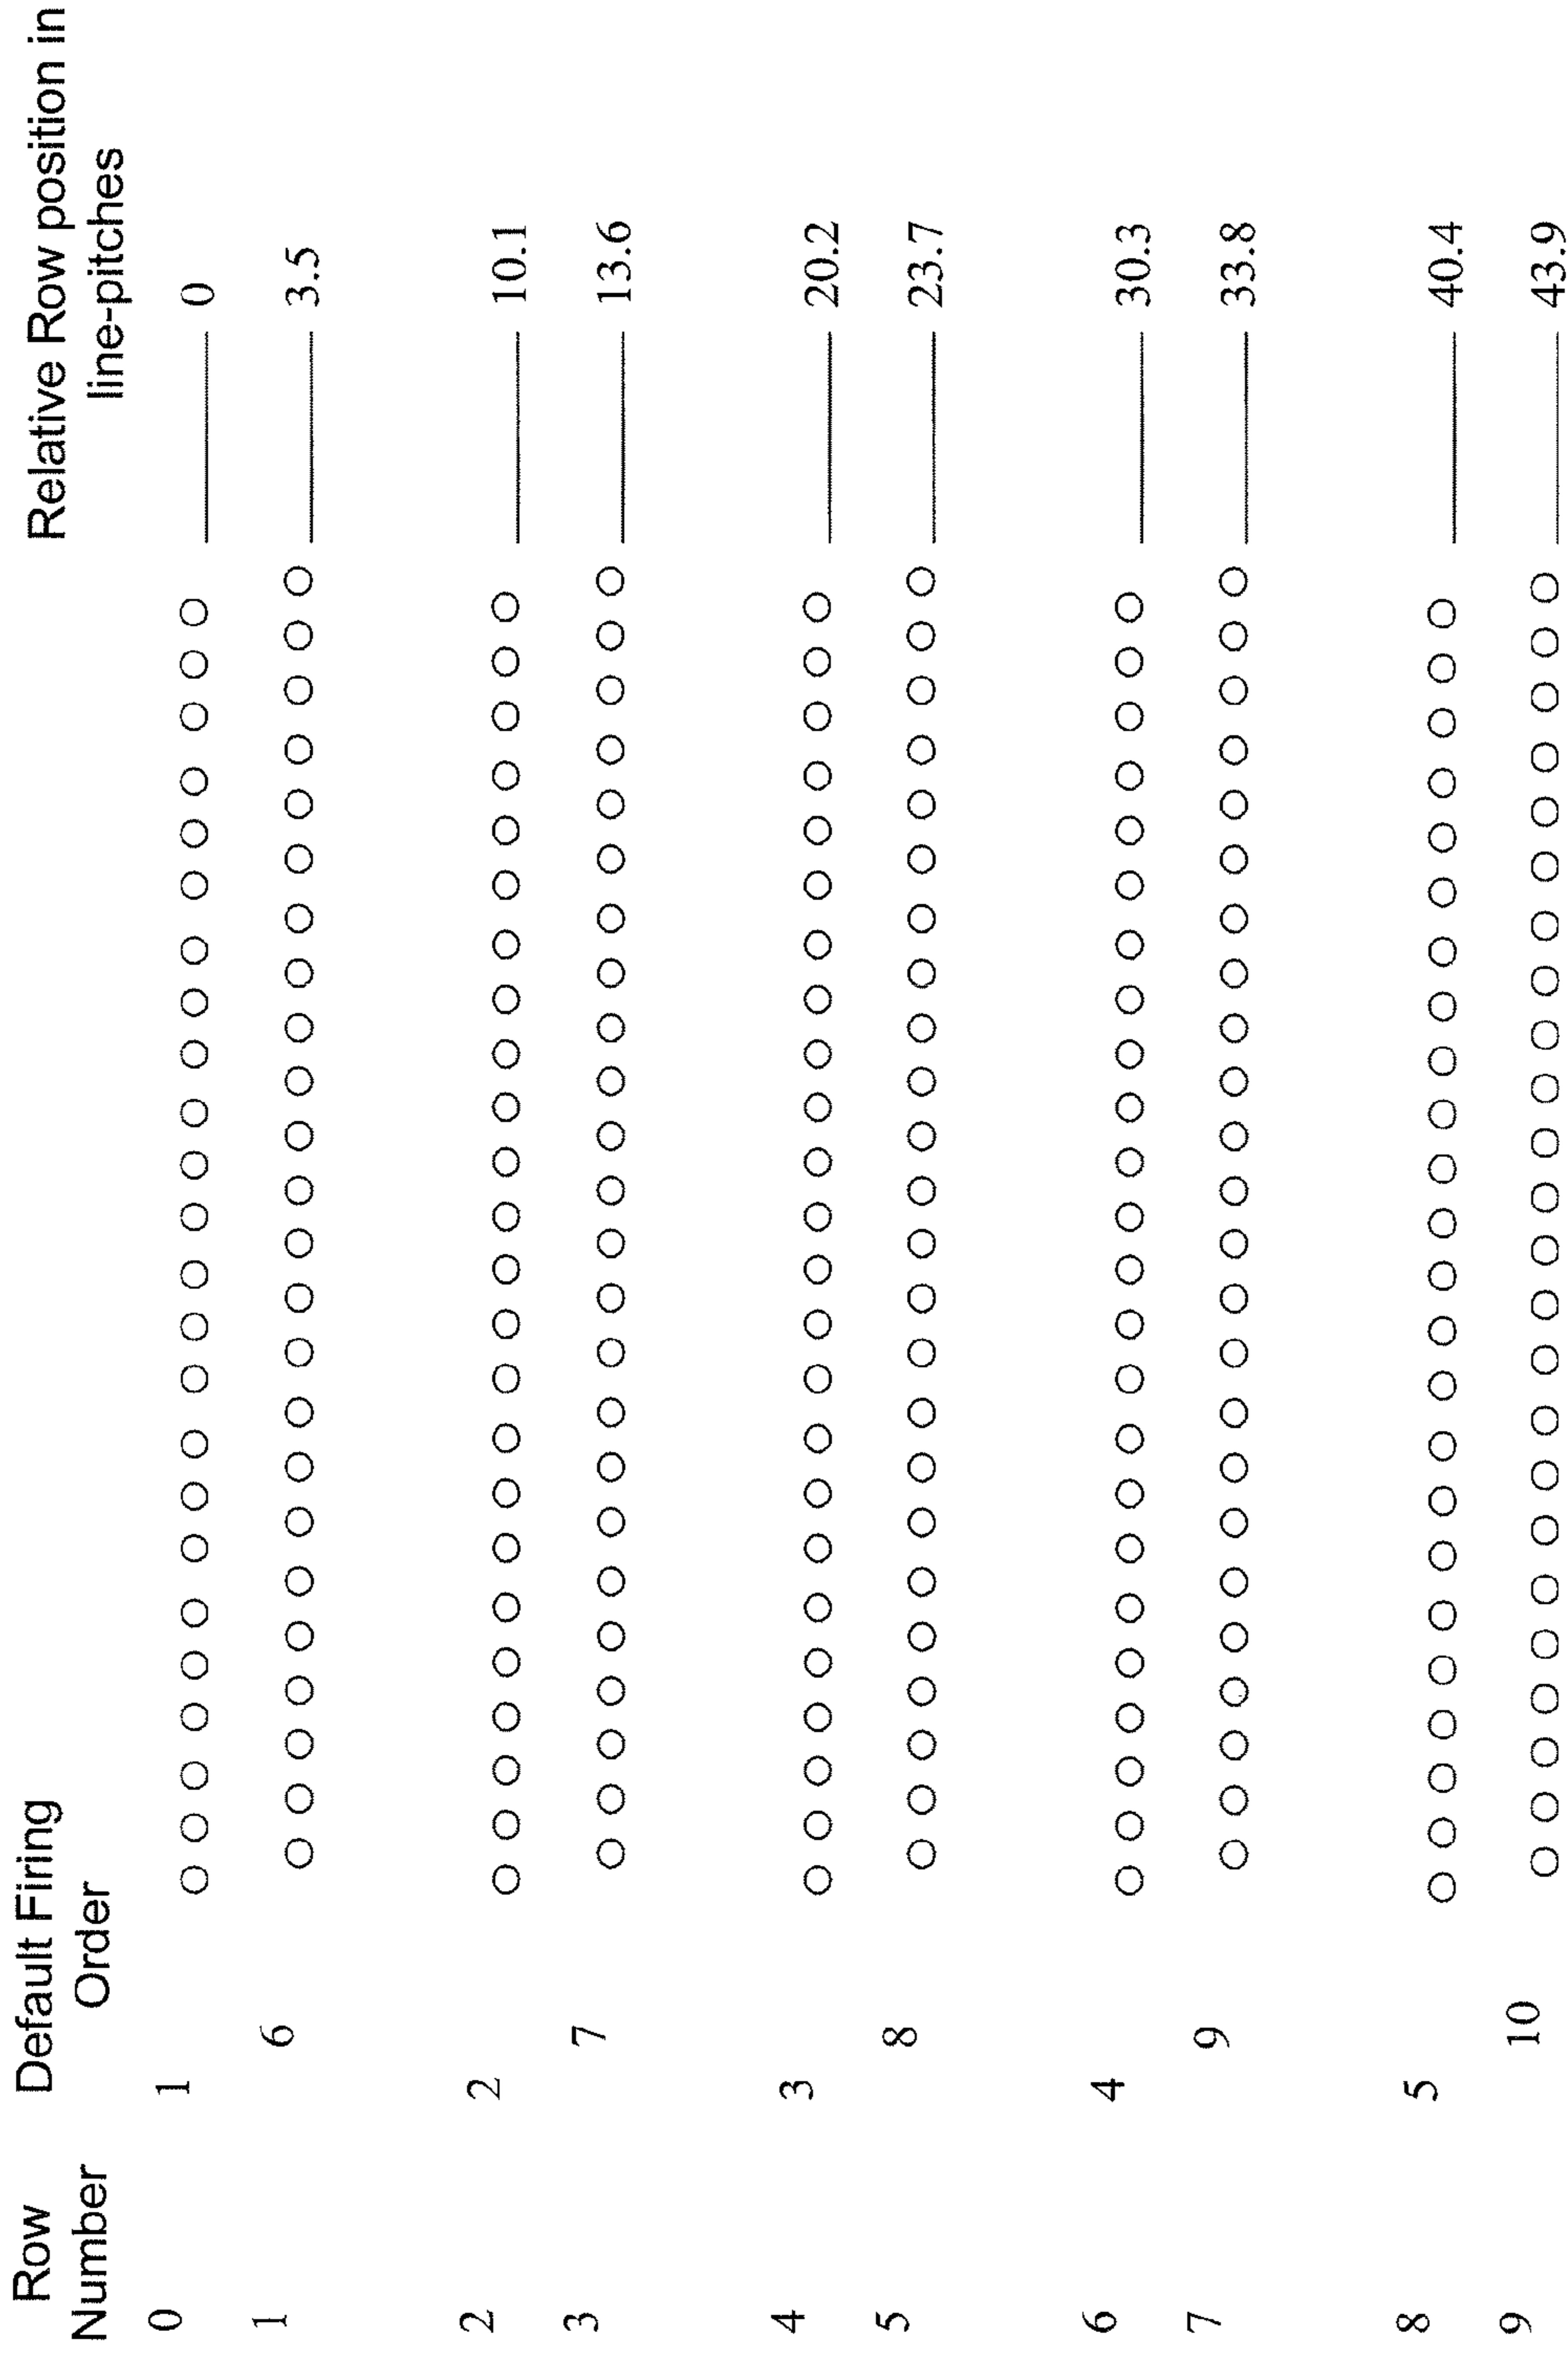 Row Default Firing Relative Row position in
Number Order line-pitches
0 1 0
1 6 3.5
2 2 10.1
3 7 13.6
4 3 20.2
5 8 23.7
6 4 30.3
7 9 33.8
8 5 40.4
9 10 43.9